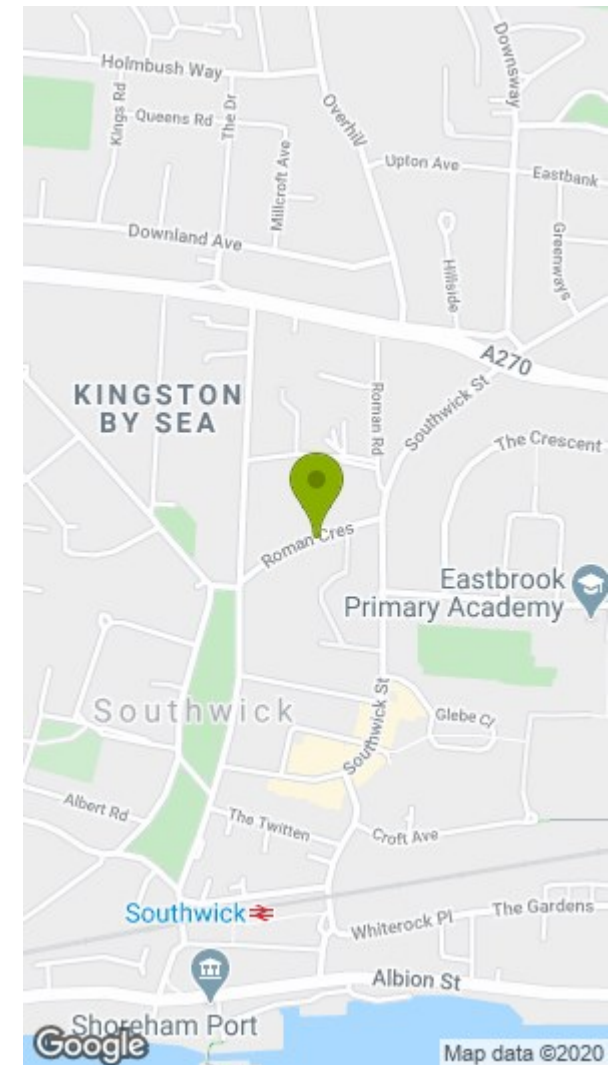 Holmbush Way
Downsway
Kings Rd
Queens Rd
The Dr
Overhill
Millcroft Ave
Upton Ave
Eastbank
Downland Ave
Hillside
Greenways
A270
KINGSTON
BY SEA
Roman Rd
Southwick St
The Crescent
Roman Cres
Eastbrook
Primary Academy
Southwick
Southwick St
Glebe Cl
Albert Rd
The Twitten
Croft Ave
Southwick
Whiterock Pl
The Gardens
Albion St
Shoreham Port
Google
Map data ©2020